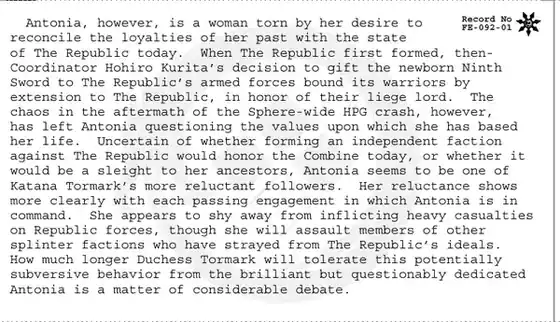 Antonia, however, is a woman torn by her desire to
Record No
FE-092-01
reconcile the loyalties of her past with the state
of The Republic today.  When The Republic first formed, then-
Coordinator Hohiro Kurita's decision to gift the newborn Ninth
Sword to The Republic's armed forces bound its warriors by
extension to The Republic, in honor of their liege lord.  The
chaos in the aftermath of the Sphere-wide HPG crash, however,
has left Antonia questioning the values upon which she has based
her life.  Uncertain of whether forming an independent faction
against The Republic would honor the Combine today, or whether it
would be a sleight to her ancestors, Antonia seems to be one of
Katana Tormark's more reluctant followers.  Her reluctance shows
more clearly with each passing engagement in which Antonia is in
command.  She appears to shy away from inflicting heavy casualties
on Republic forces, though she will assault members of other
splinter factions who have strayed from The Republic's ideals.
How much longer Duchess Tormark will tolerate this potentially
subversive behavior from the brilliant but questionably dedicated
Antonia is a matter of considerable debate.